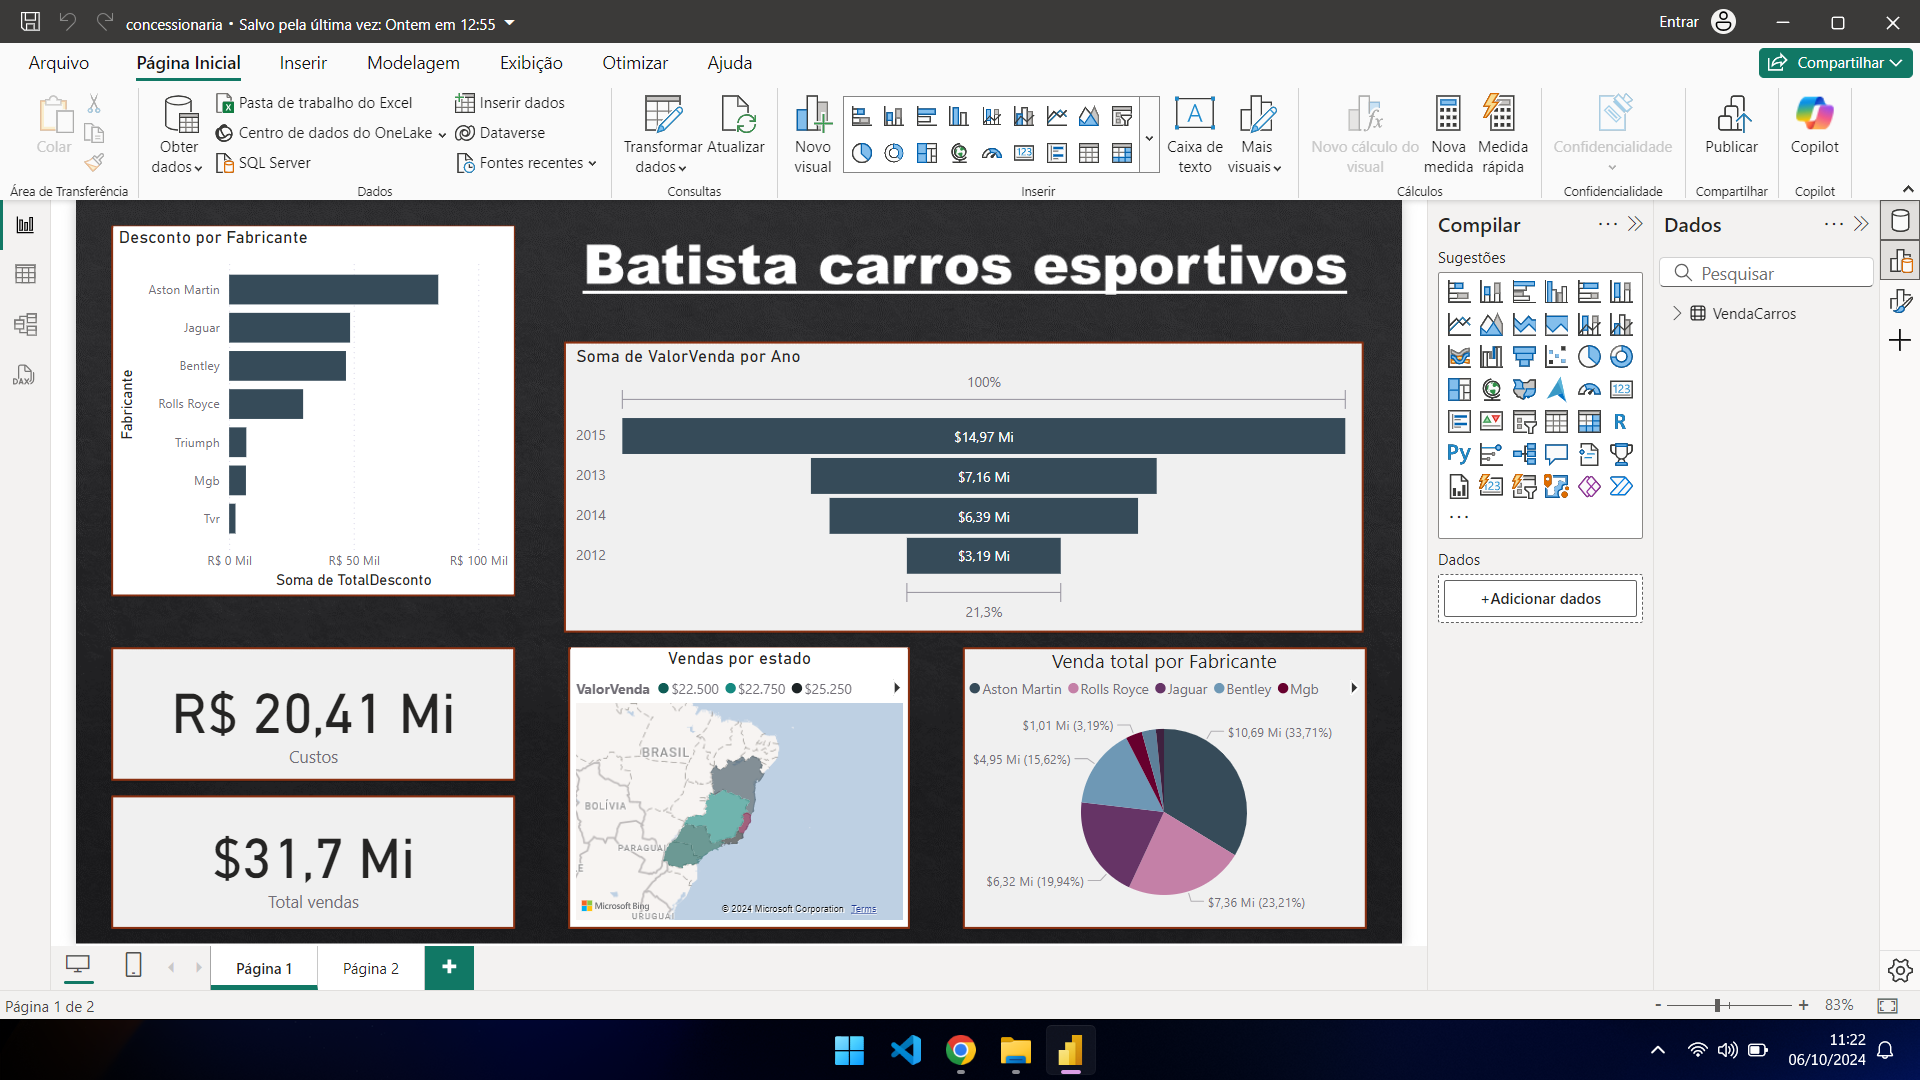 concessionaria • Salvo pela última vez: Ontem em 12:55
Entrar
Arquivo
Página Inicial
Inserir
Modelagem
Exibição
Otimizar
Ajuda
Compartilhar
Colar
Área de Transferência
Obter dados
Pasta de trabalho do Excel
Centro de dados do OneLake
SQL Server
Inserir dados
Dataverse
Fontes recentes
Dados
Transformar dados
Atualizar
Consultas
Novo visual
Caixa de texto
Mais visuais
Inserir
Novo cálculo do visual
Nova medida
Medida rápida
Cálculos
Confidencialidade
Confidencialidade
Publicar
Compartilhar
Copilot
Copilot
DAX
Desconto por Fabricante
Fabricante
Aston Martin
Jaguar
Bentley
Rolls Royce
Triumph
Mgb
Tvr
R$ 0 Mil
R$ 50 Mil
R$ 100 Mil
Soma de TotalDesconto
Batista carros esportivos
Soma de ValorVenda por Ano
100%
2015
$14,97 Mi
2013
$7,16 Mi
2014
$6,39 Mi
2012
$3,19 Mi
21,3%
R$ 20,41 Mi
Custos
$31,7 Mi
Total vendas
Vendas por estado
ValorVenda $22.500 $22.750 $25.250
BRASIL
BOLÍVIA
PARAGUAI
URUGUAI
Microsoft Bing
© 2024 Microsoft Corporation Terms
Venda total por Fabricante
Aston Martin Rolls Royce Jaguar Bentley Mgb
$1,01 Mi (3,19%)
$10,69 Mi (33,71%)
$4,95 Mi (15,62%)
$6,32 Mi (19,94%)
$7,36 Mi (23,21%)
Compilar
Sugestões
123
R
Py
123
Dados
+Adicionar dados
Dados
Pesquisar
VendaCarros
Página 1
Página 2
Página 1 de 2
83%
11:22
06/10/2024